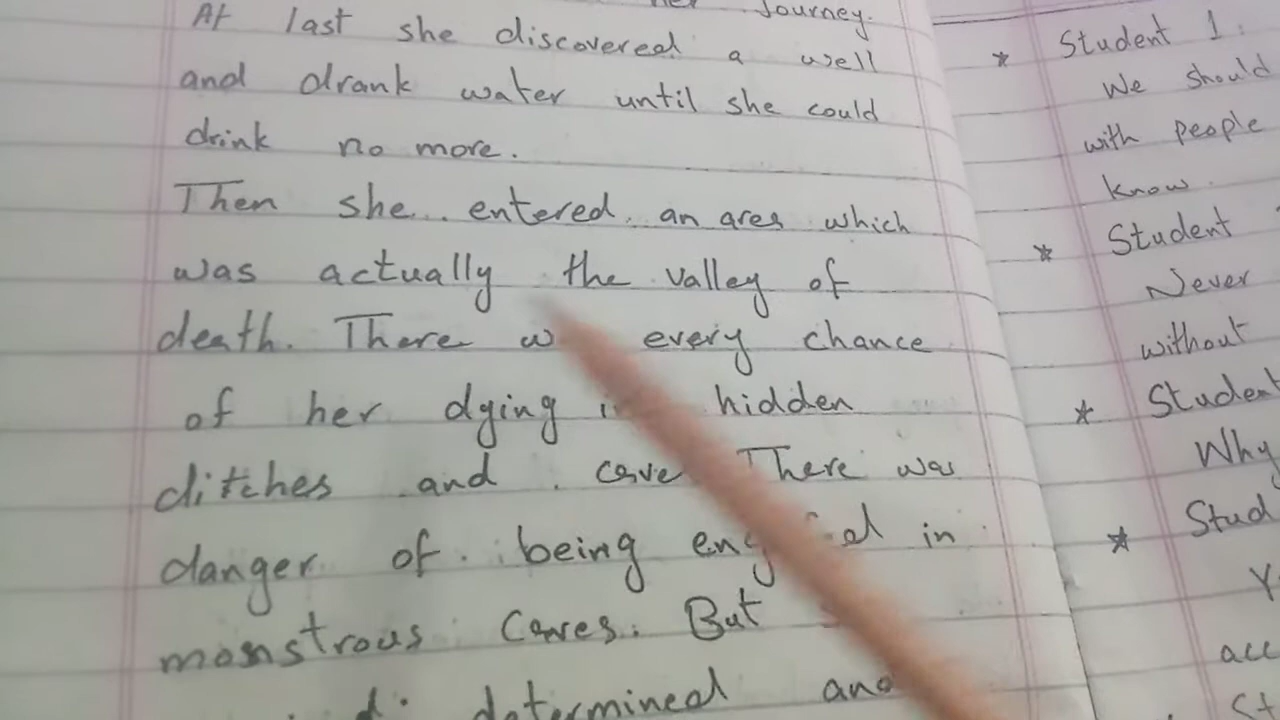 Journey.
At last she discovered a well
and drank water until she could
drink no more.
Then she entered an area which
was actually the valley of
death. There every chance
of her dying hidden
ditches and There was
danger of being in
monstrous Caves. But
determined and
* Student 1:
We should
with people
know.
* Student
Never
without
* Student
Why
* Stud